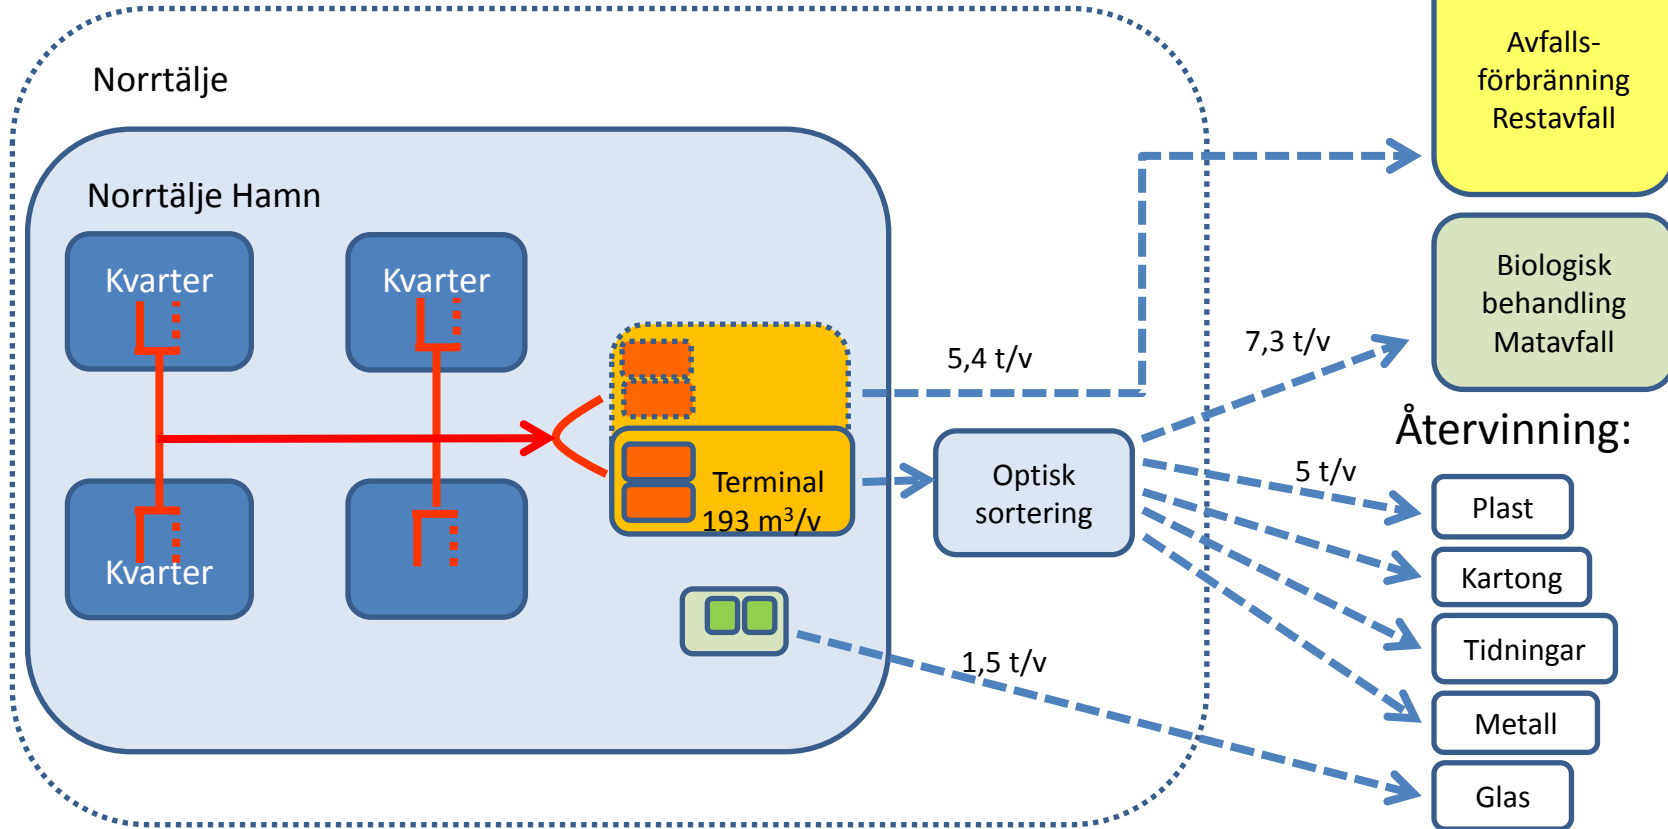 Norrtälje
Norrtälje Hamn
Kvarter
Kvarter
Kvarter
Terminal
193 m³/v
5,4 t/v
Optisk
sortering
7,3 t/v
5 t/v
1,5 t/v
Avfalls-
förbränning
Restavfall
Biologisk
behandling
Matavfall
Återvinning:
Plast
Kartong
Tidningar
Metall
Glas